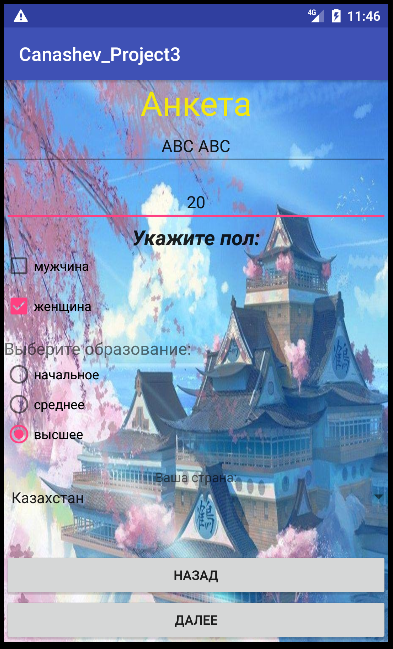 4G 11:46
Canashev_Project3
Анкета
ABC ABC
20
Укажите пол:
мужчина
женщина
Выберите образование:
начальное
среднее
высшее
Ваша страна:
Казахстан
НАЗАД
ДАЛЕЕ